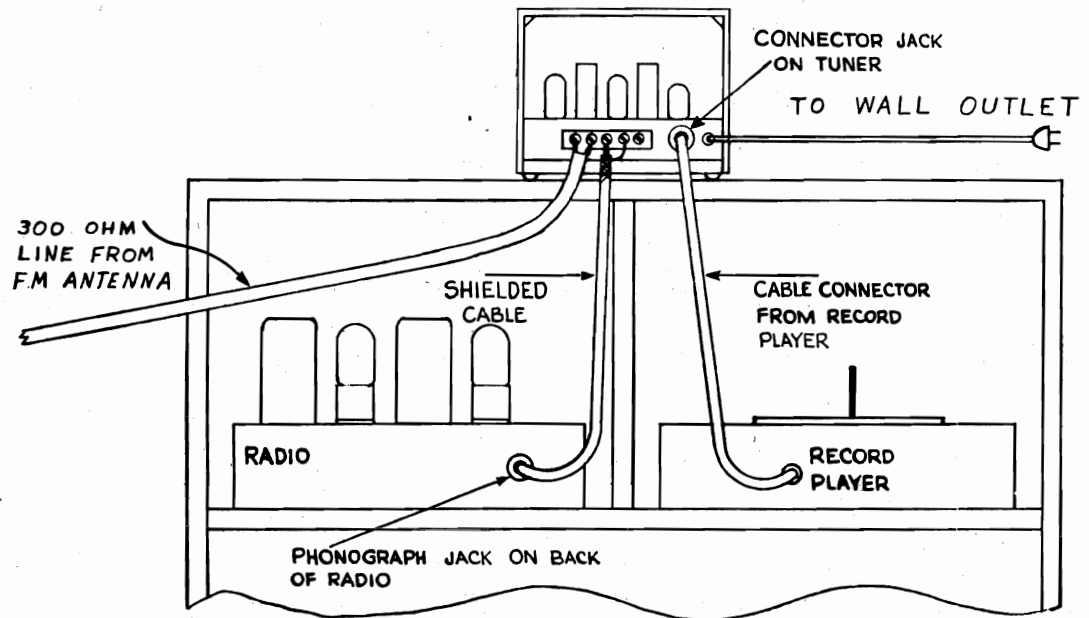 CONNECTOR JACK
ON TUNER
TO WALL OUTLET
300 OHM
LINE FROM
F.M ANTENNA
SHIELDED
CABLE
CABLE CONNECTOR
FROM RECORD
PLAYER
RADIO
RECORD
PLAYER
PHONOGRAPH JACK ON BACK
OF RADIO